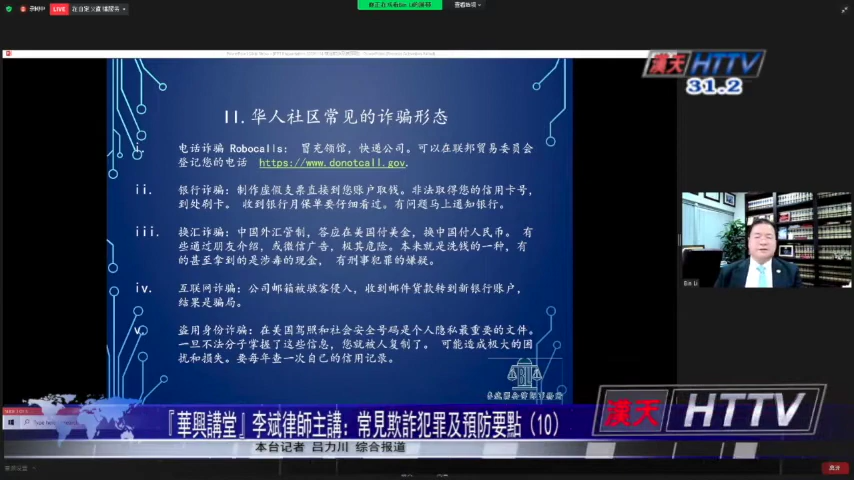 LIVE
漢天 HTTV
31.2
II.华人社区常见的诈骗形态
i. 电话诈骗 Robocalls: 冒充领馆,快递公司。可以在联邦贸易委员会
登记您的电话 https://www.donotcall.gov.
ii. 银行诈骗:制作虚假支票直接到您账户取钱。非法取得您的信用卡号,
到处刷卡。 收到银行月保单要仔细看过。有问题马上通知银行。
iii. 换汇诈骗:中国外汇管制,答应在美国付美金,换中国付人民币。 有
些通过朋友介绍,或微信广告,极其危险。本来就是洗钱的一种,有
的甚至拿到的是涉毒的现金, 有刑事犯罪的嫌疑。
iv. 互联网诈骗:公司邮箱被骇客侵入,收到邮件货款转到新银行账户,
结果是骗局。
v. 盗用身份诈骗:在美国驾照和社会安全号码是个人隐私最重要的文件。
一旦不法分子掌握了这些信息,您就被人复制了。 可能造成极大的困
扰和损失。要每年查一次自己的信用记录。
Bin Li
BL
『華興講堂』李斌律師主講:常見欺詐犯罪及預防要點(10)
本台记者 吕力川 综合报道
漢天 HTTV